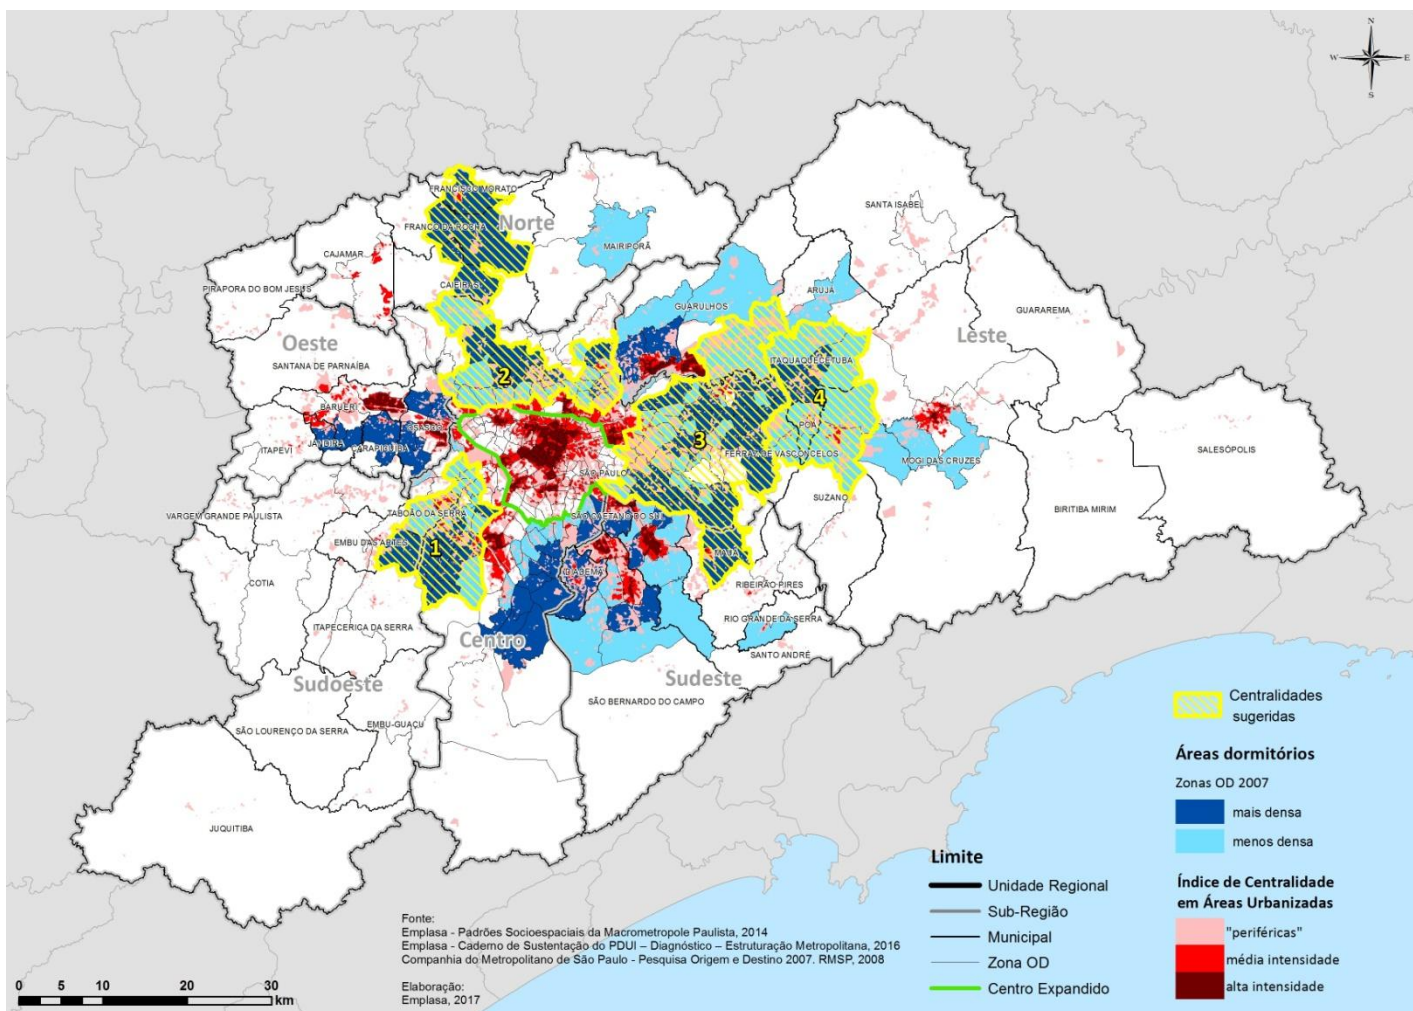 N
W E
S
FRANCISCO MORATO
Norte
FRANCO DA ROCHA
MAIRIPORÃ
SANTA ISABEL
CAJAMAR
CAIEIRAS
PIRAPORA DO BOM JESUS
GUARULHOS
ARUJÁ
GUARAREMA
Oeste
Leste
SANTANA DE PARNAÍBA
ITAQUAQUECETUBA
2
4
BARUERI
POÁ
OSASCO
JANDIRA
CARAPICUÍBA
3
ITAPEVI
FERRAZ DE VASCONCELOS
MOGI DAS CRUZES
SALESÓPOLIS
SÃO PAULO
SUZANO
BIRITIBA MIRIM
VARGEM GRANDE PAULISTA
TABOÃO DA SERRA
SÃO CAETANO DO SUL
EMBU DAS ARTES
1
MAUÁ
DIADEMA
COTIA
RIBEIRÃO PIRES
ITAPECERICA DA SERRA
RIO GRANDE DA SERRA
Centro
SANTO ANDRÉ
Sudoeste
Sudeste
SÃO BERNARDO DO CAMPO
EMBU-GUAÇU
SÃO LOURENÇO DA SERRA
JUQUITIBA
Centralidades
sugeridas
Áreas dormitórios
Zonas OD 2007
mais densa
menos densa
Índice de Centralidade
em Áreas Urbanizadas
"periféricas"
média intensidade
alta intensidade
Limite
Unidade Regional
Sub-Região
Municipal
Zona OD
Centro Expandido
Fonte:
Emplasa - Padrões Socioespaciais da Macrometropole Paulista, 2014
Emplasa - Caderno de Sustentação do PDUI – Diagnóstico – Estruturação Metropolitana, 2016
Companhia do Metropolitano de São Paulo - Pesquisa Origem e Destino 2007. RMSP, 2008
Elaboração:
Emplasa, 2017
0 5 10 20 30
km